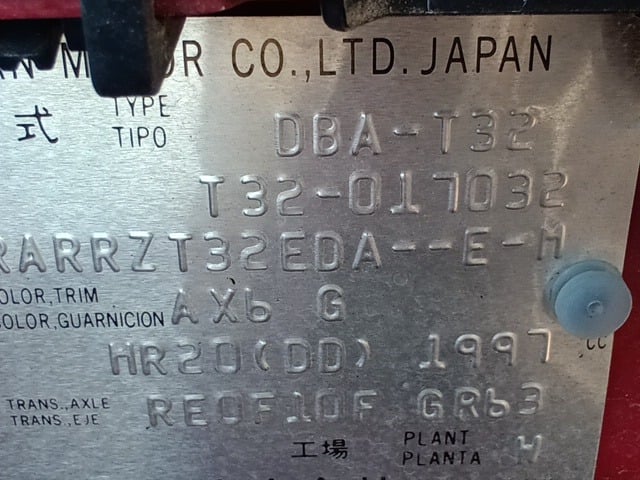 CO.,LTD. JAPAN
式 TYPE TIPO DBA-T32
T32-017032
RARRZT32EDA--E-M
OLOR,TRIM
OLOR,GUARNICION AX6 G
HR20(DD) 1997 CC
TRANS.,AXLE
TRANS.,EJE RE0F10F GR63
工場 PLANT PLANTA H